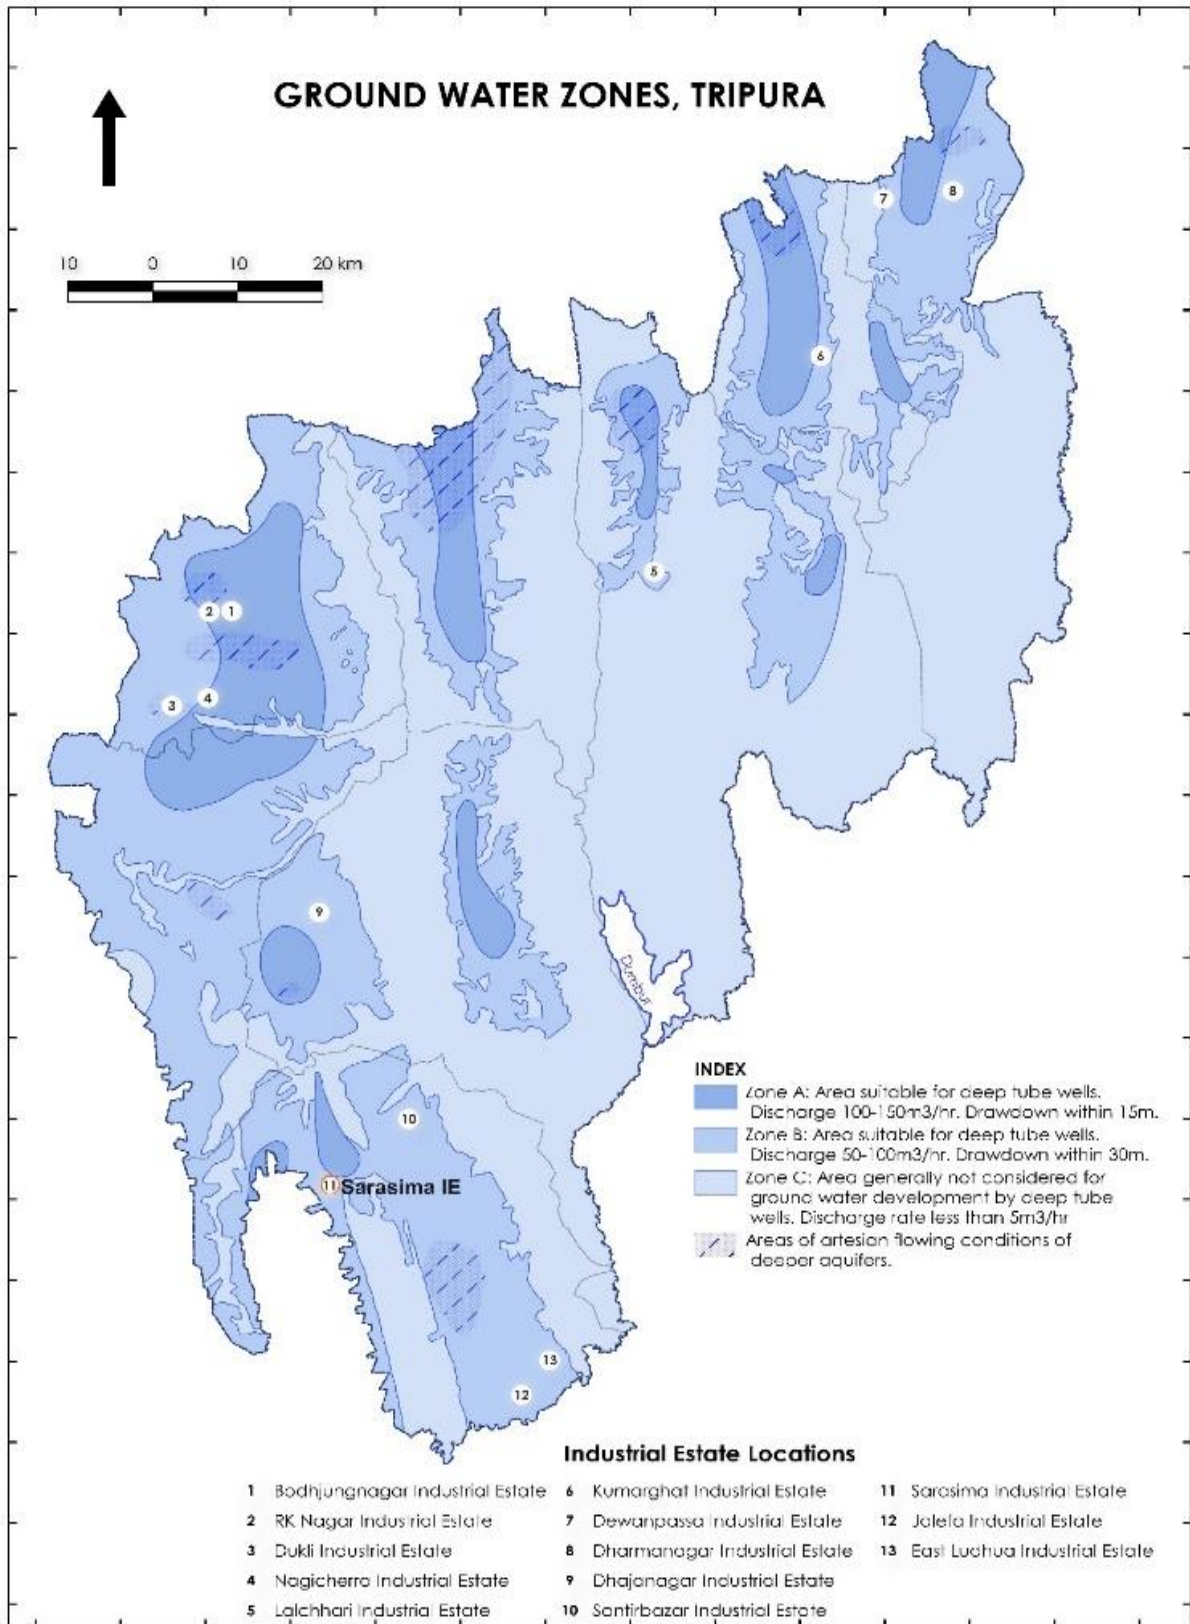 GROUND WATER ZONES, TRIPURA
10 0 10 20 km
7
8
6
5
2 1
4
3
9
Dumbur
10
11 Sarasima IE
13
12
INDEX
Zone A: Area suitable for deep tube wells.
Discharge 100-150m3/hr. Drawdown within 15m.
Zone B: Area suitable for deep tube wells.
Discharge 50-100m3/hr. Drawdown within 30m.
Zone C: Area generally not considered for
ground water development by deep tube
wells. Discharge rate less than 5m3/hr
Areas of artesian flowing conditions of
deeper aquifers.
Industrial Estate Locations
1 Bodhjungnagar Industrial Estate
2 RK Nagar Industrial Estate
3 Dukli Industrial Estate
4 Nagicherra Industrial Estate
5 Lalchhari Industrial Estate
6 Kumarghat Industrial Estate
7 Dewanpassa Industrial Estate
8 Dharmanagar Industrial Estate
9 Dhajanagar Industrial Estate
10 Santirbazar Industrial Estate
11 Sarasima Industrial Estate
12 Jalefa Industrial Estate
13 East Ludhua Industrial Estate